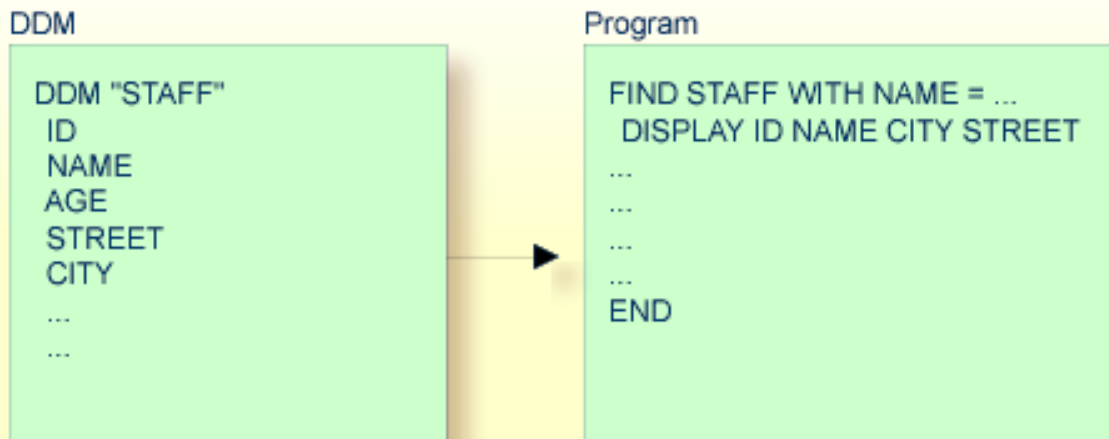 DDM
DDM "STAFF"
ID
NAME
AGE
STREET
CITY
...
...
Program
FIND STAFF WITH NAME = ...
DISPLAY ID NAME CITY STREET
...
...
...
...
END